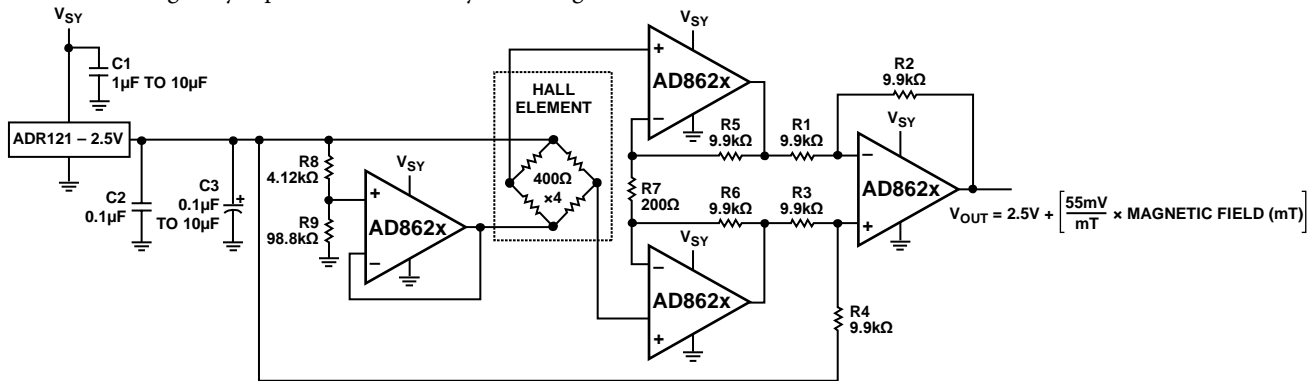 V_SY
C1
1µF TO 10µF
ADR121 – 2.5V
C2
0.1µF
C3
0.1µF
TO 10µF
+
R8
4.12kΩ
R9
98.8kΩ
V_SY
+
AD862x
–
HALL
ELEMENT
400Ω
×4
V_SY
+
AD862x
–
R5
9.9kΩ
R1
9.9kΩ
R7
200Ω
R6
9.9kΩ
R3
9.9kΩ
V_SY
–
AD862x
+
R2
9.9kΩ
V_SY
–
AD862x
+
R4
9.9kΩ
V_OUT = 2.5V + [55mV/mT × MAGNETIC FIELD (mT)]